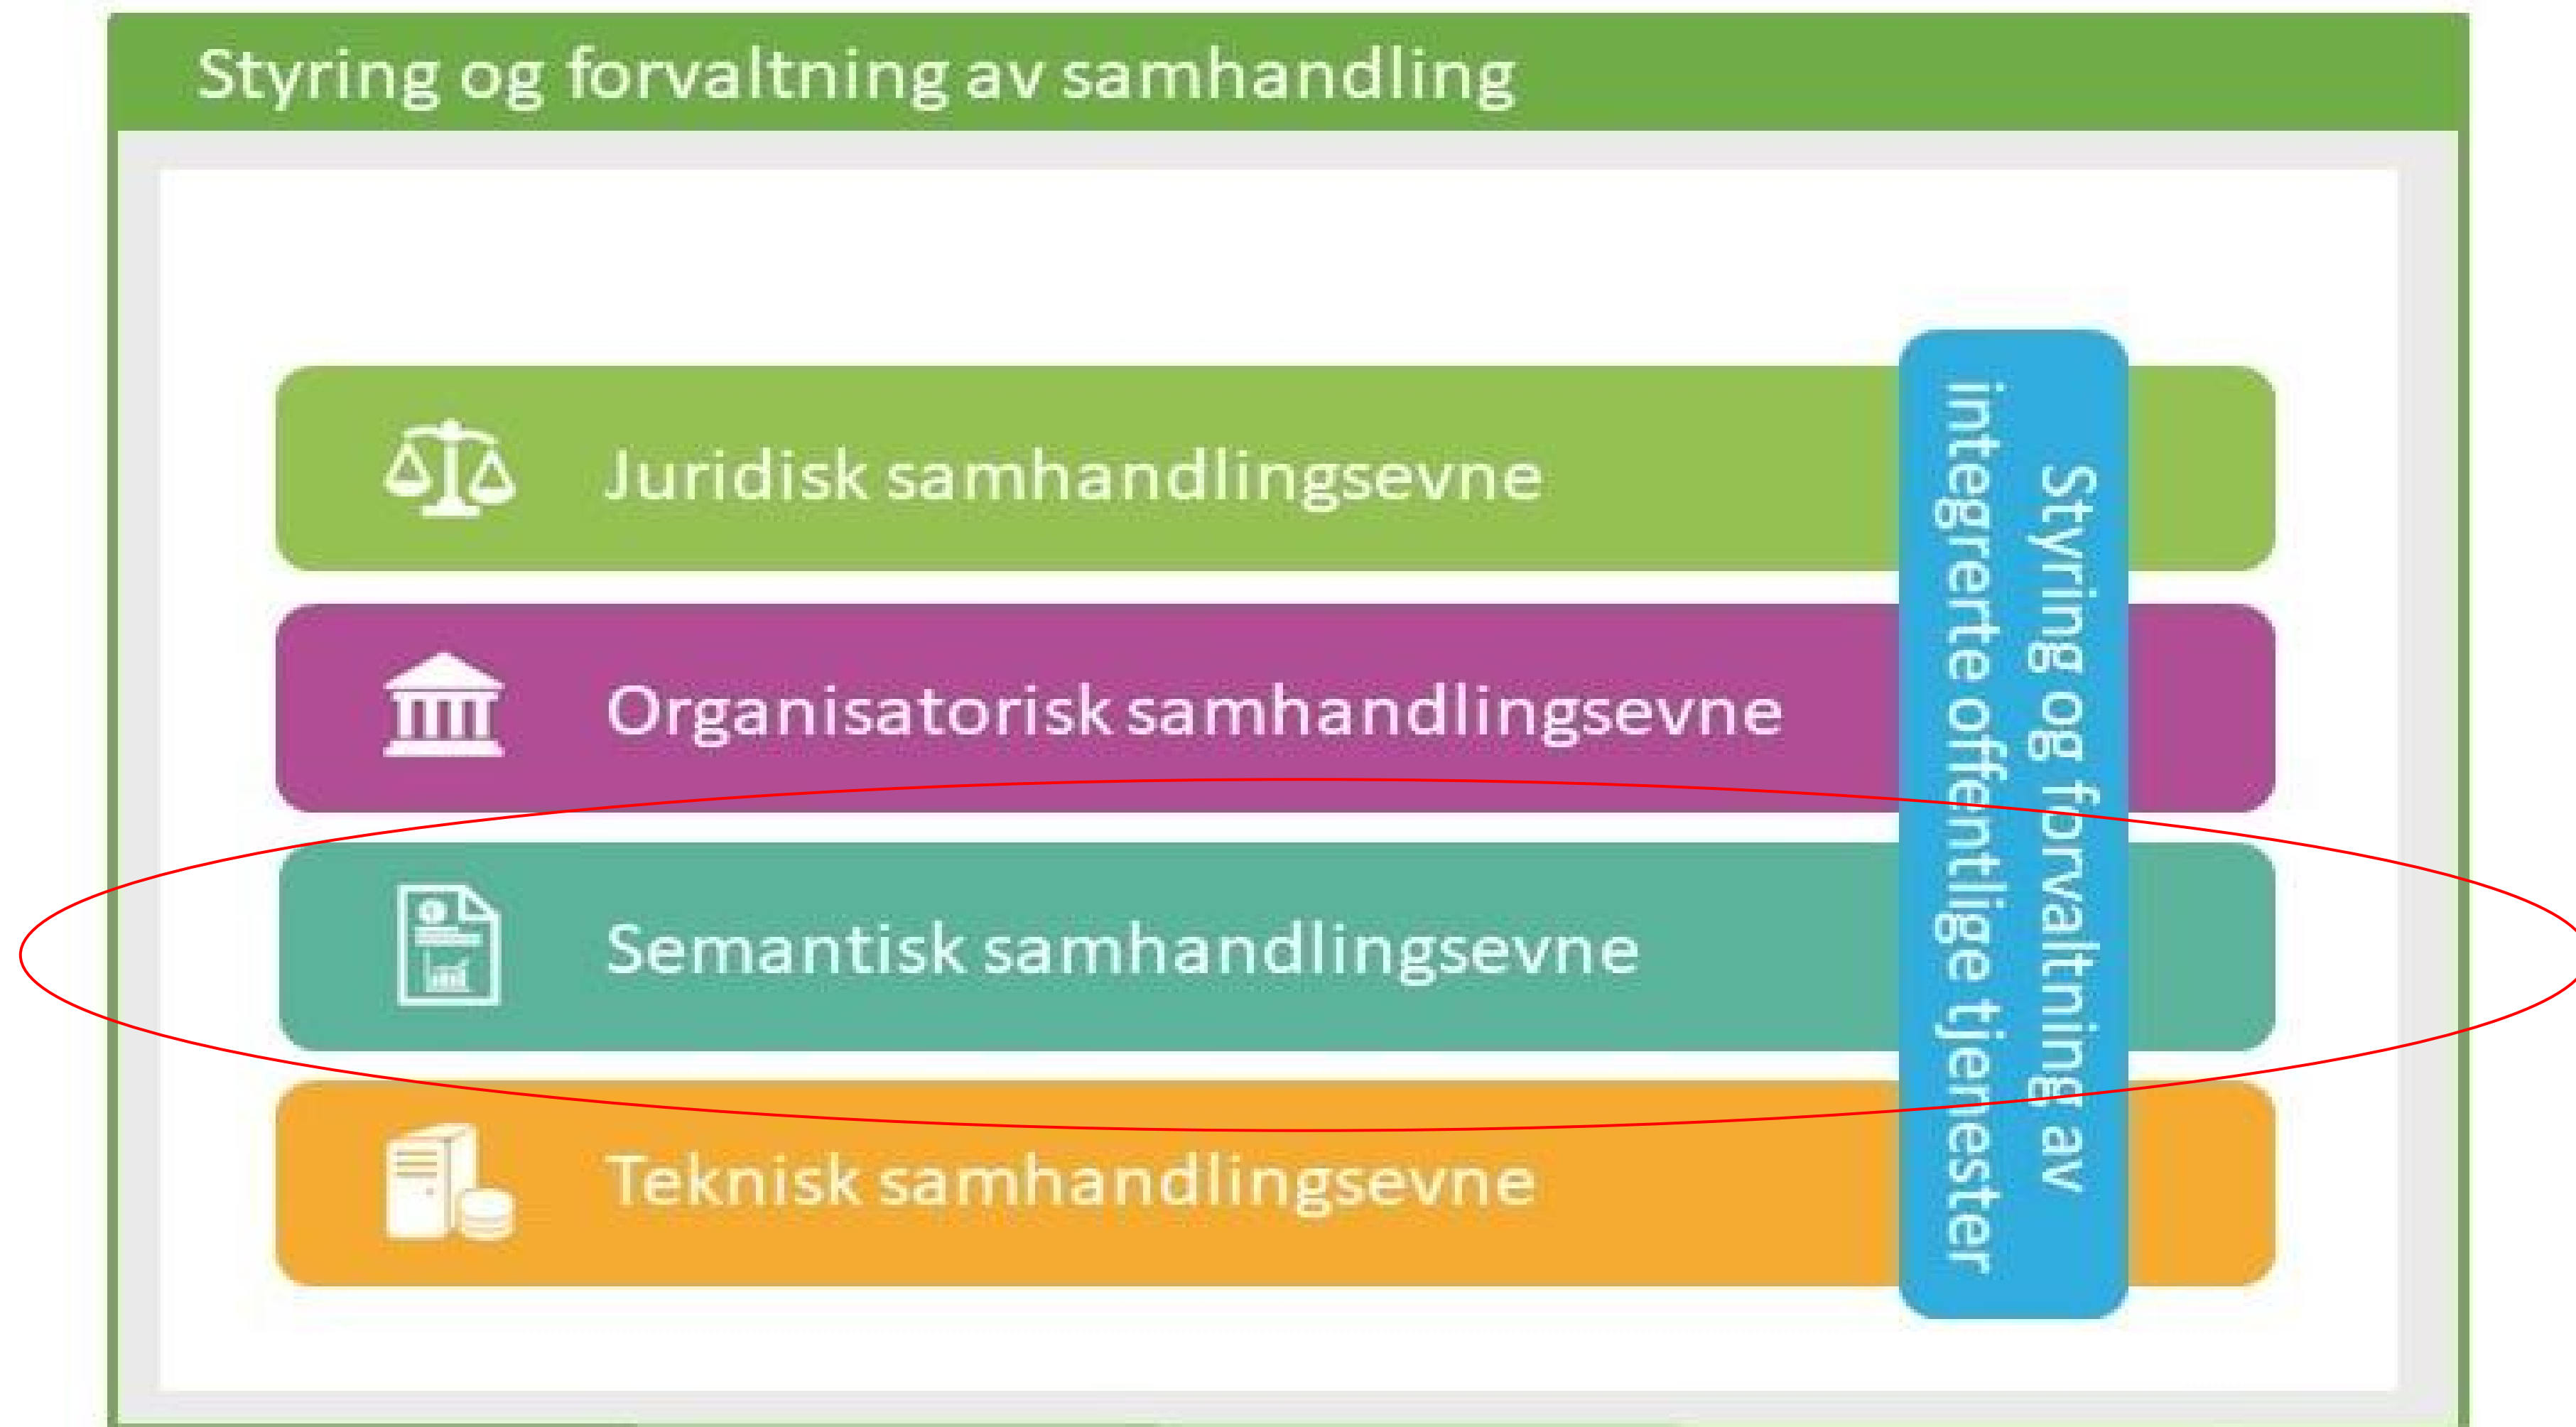 Styring og forvaltning av samhandling
Juridisk samhandlingsevne
Organisatorisk samhandlingsevne
Semantisk samhandlingsevne
Teknisk samhandlingsevne
Styring og forvaltning av
integrerte offentlige tjenester